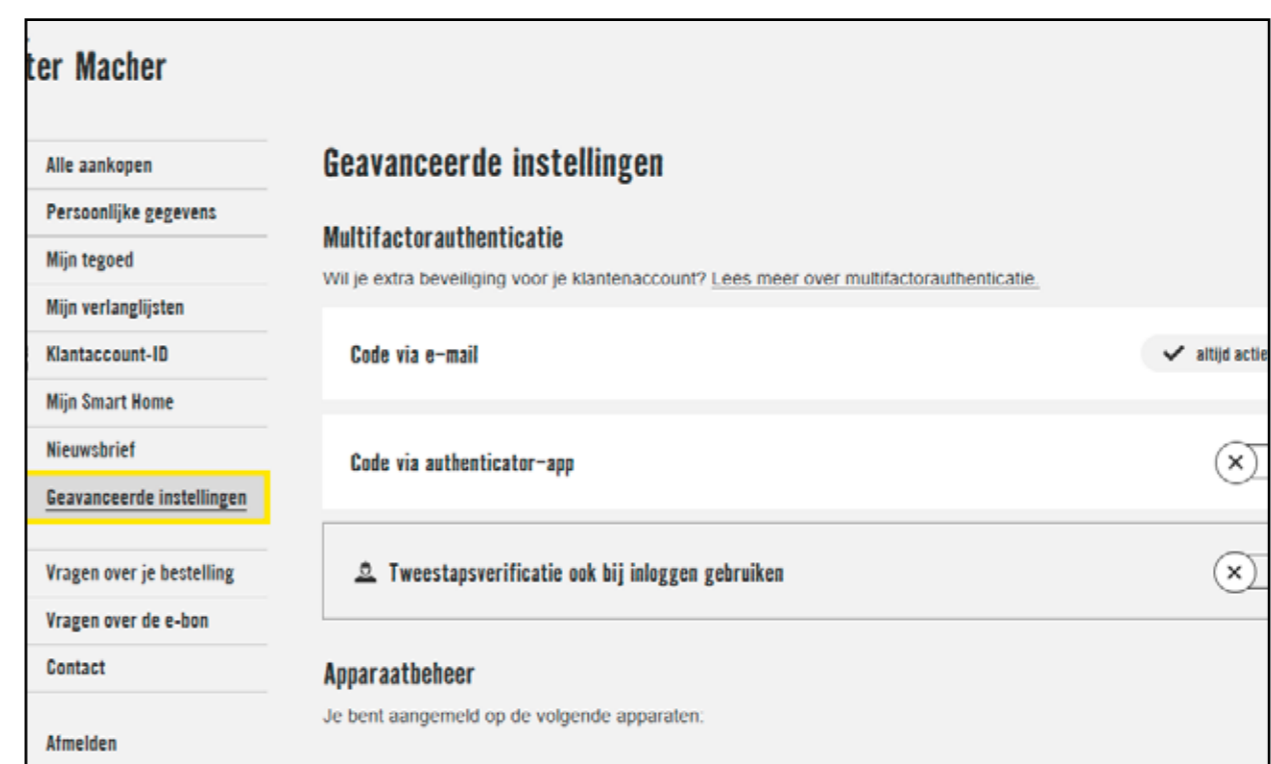 ter Macher
Alle aankopen
Persoonlijke gegevens
Mijn tegoed
Mijn verlanglijsten
Klantaccount-ID
Mijn Smart Home
Nieuwsbrief
Geavanceerde instellingen
Vragen over je bestelling
Vragen over de e-bon
Contact
Afmelden
Geavanceerde instellingen
Multifactorauthenticatie
Wil je extra beveiliging voor je klantenaccount? Lees meer over multifactorauthenticatie.
Code via e-mail
altijd actie
Code via authenticator-app
Tweestapsverificatie ook bij inloggen gebruiken
Apparaatbeheer
Je bent aangemeld op de volgende apparaten: